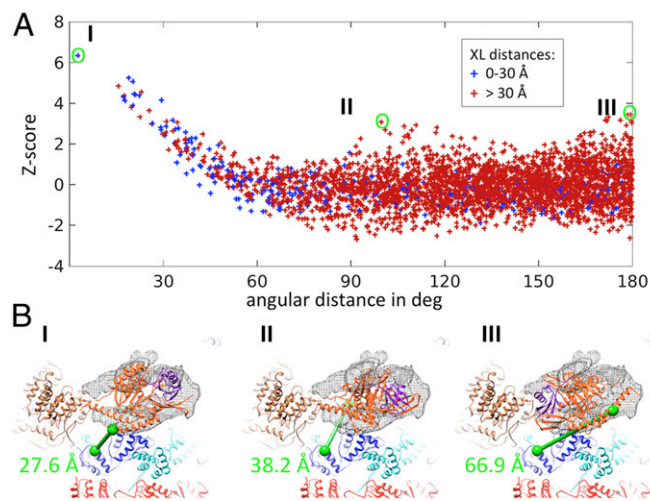 A
I
II
III
XL distances:
+ 0-30 Å
+ > 30 Å
Z-score
8
6
4
2
0
-2
-4
30
60
90
120
150
180
angular distance in deg
B
I
II
III
27.6 Å
38.2 Å
66.9 Å